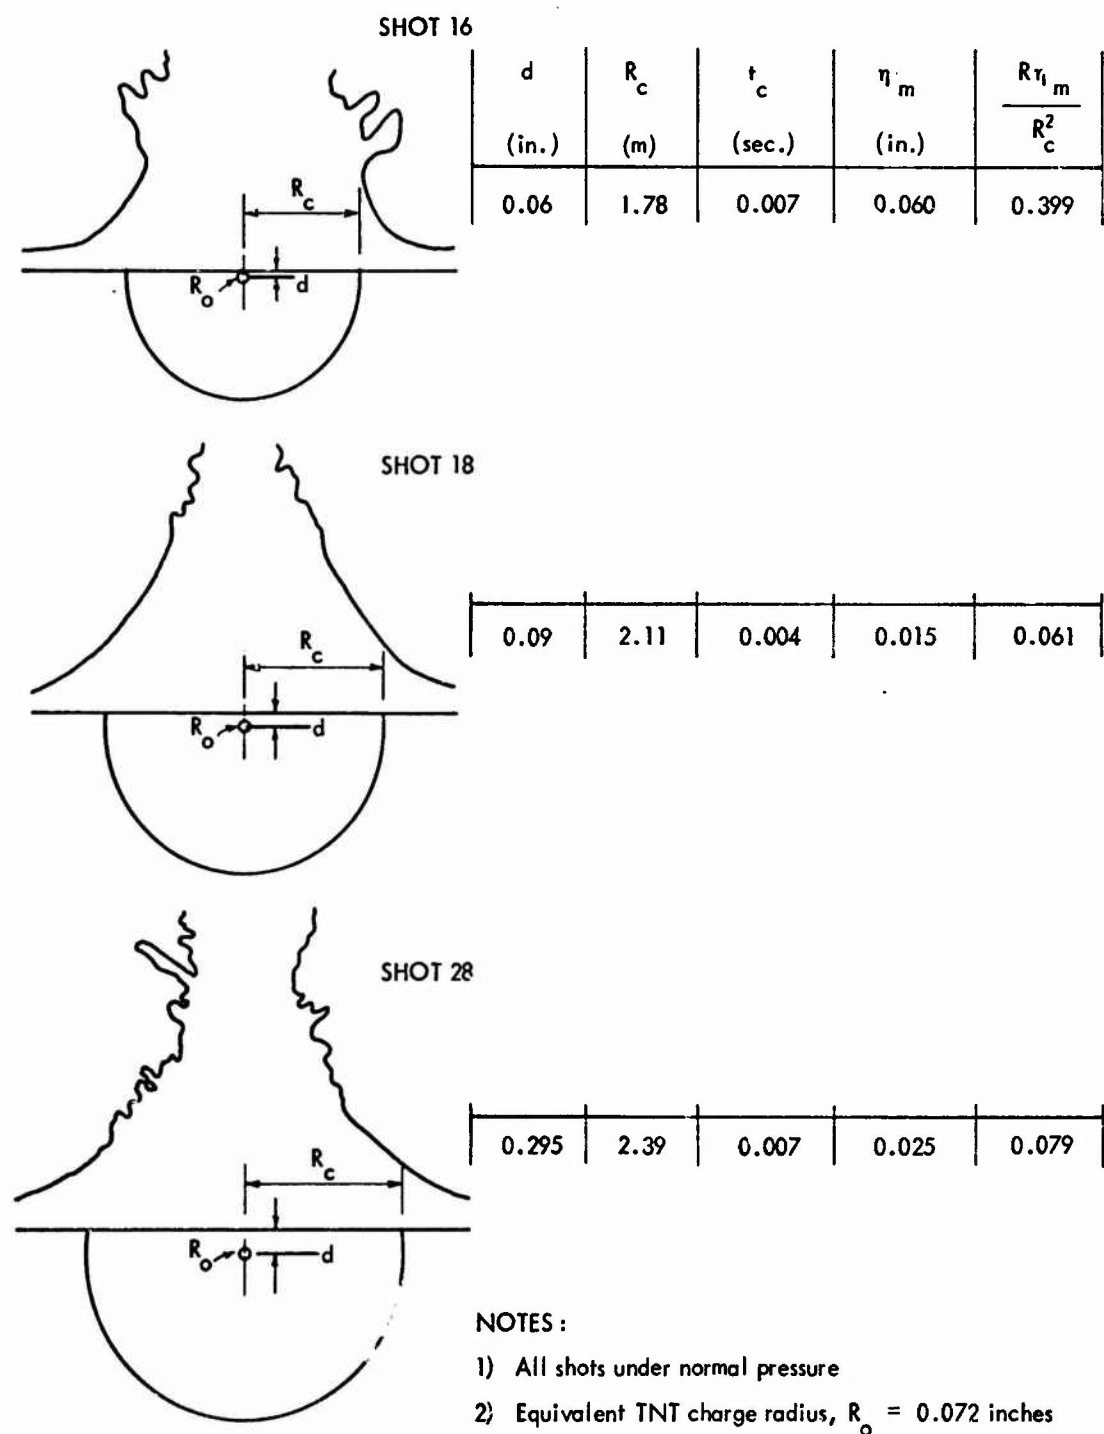 SHOT 16
d R_c t_c η_m Rη_m
(in.) (m) (sec.) (in.) R_c^2
0.06 1.78 0.007 0.060 0.399
R_c
R_o d
SHOT 18
0.09 2.11 0.004 0.015 0.061
R_c
R_o d
SHOT 28
0.295 2.39 0.007 0.025 0.079
R_c
R_o d
NOTES :
1) All shots under normal pressure
2) Equivalent TNT charge radius, R_o = 0.072 inches